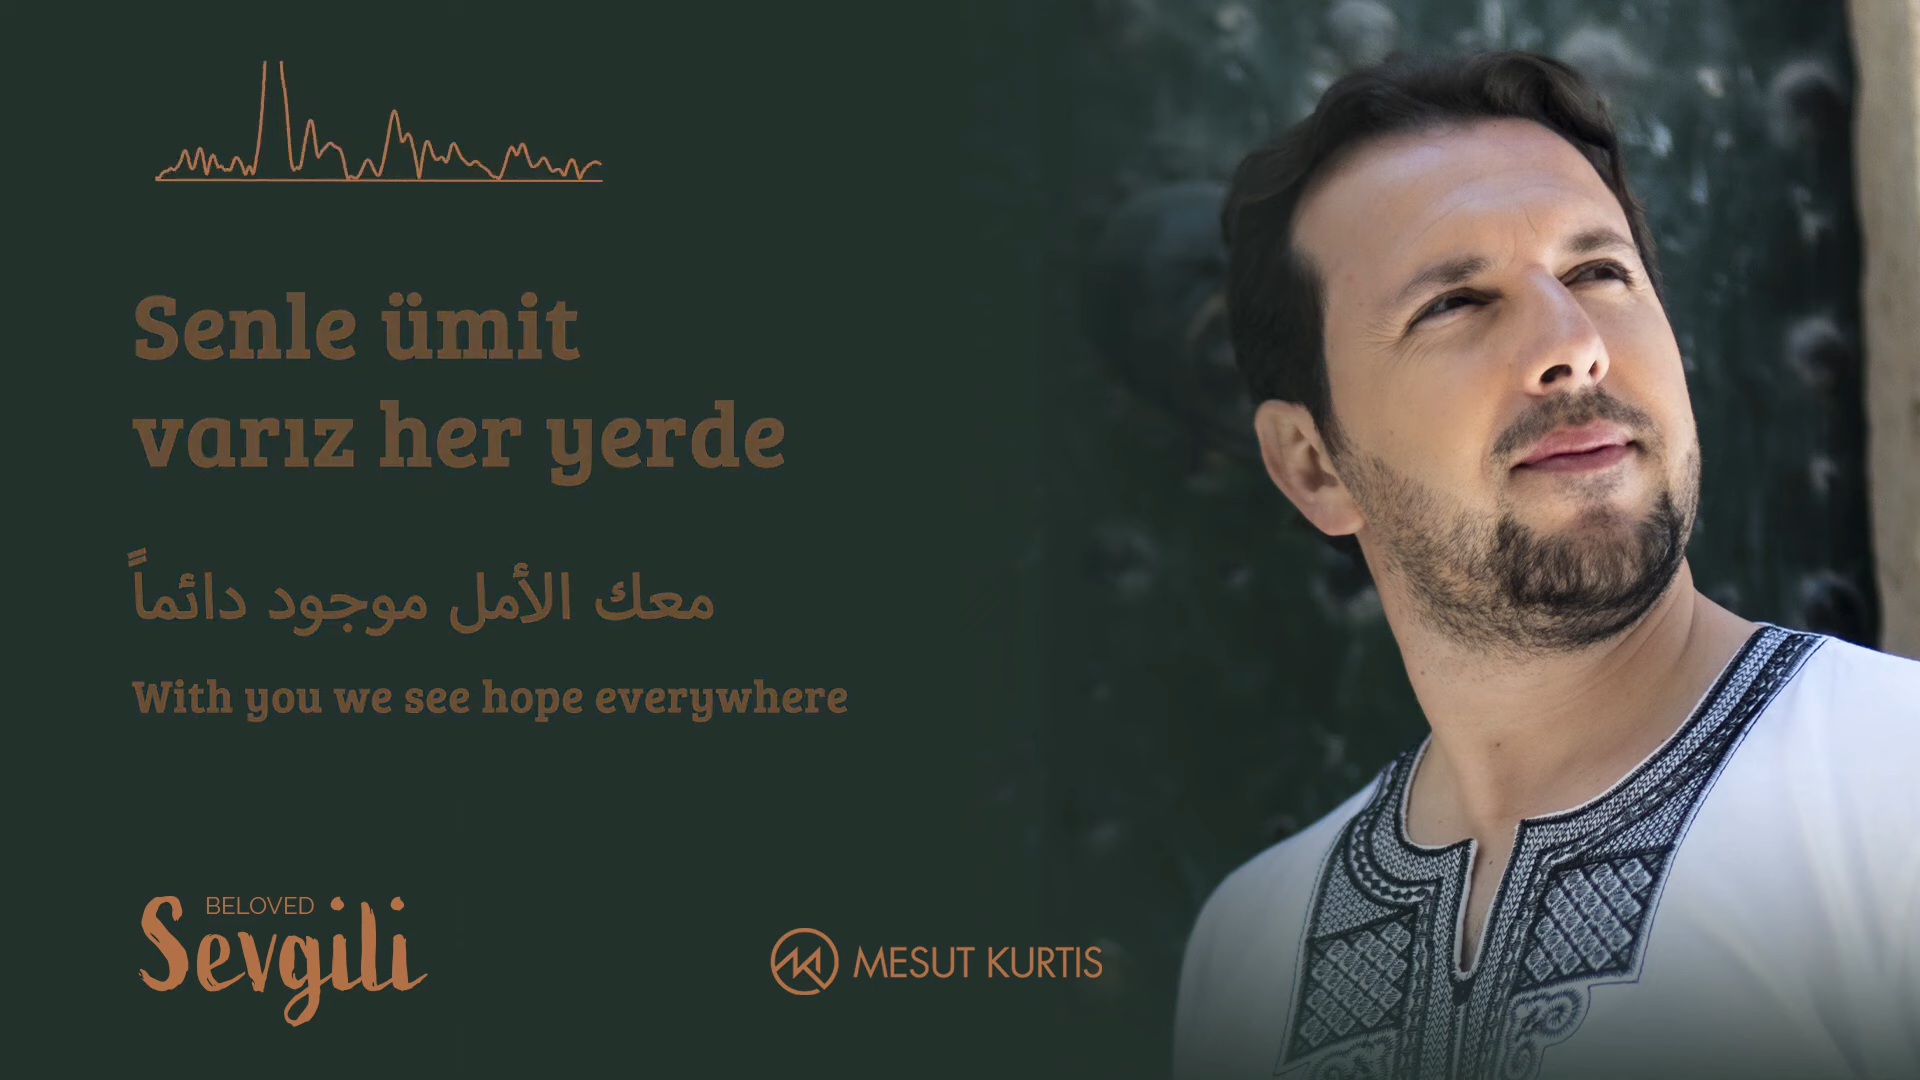 Senle ümit
varız her yerde
معك الأمل موجود دائماً
With you we see hope everywhere
BELOVED
Sevgili
MESUT KURTIS